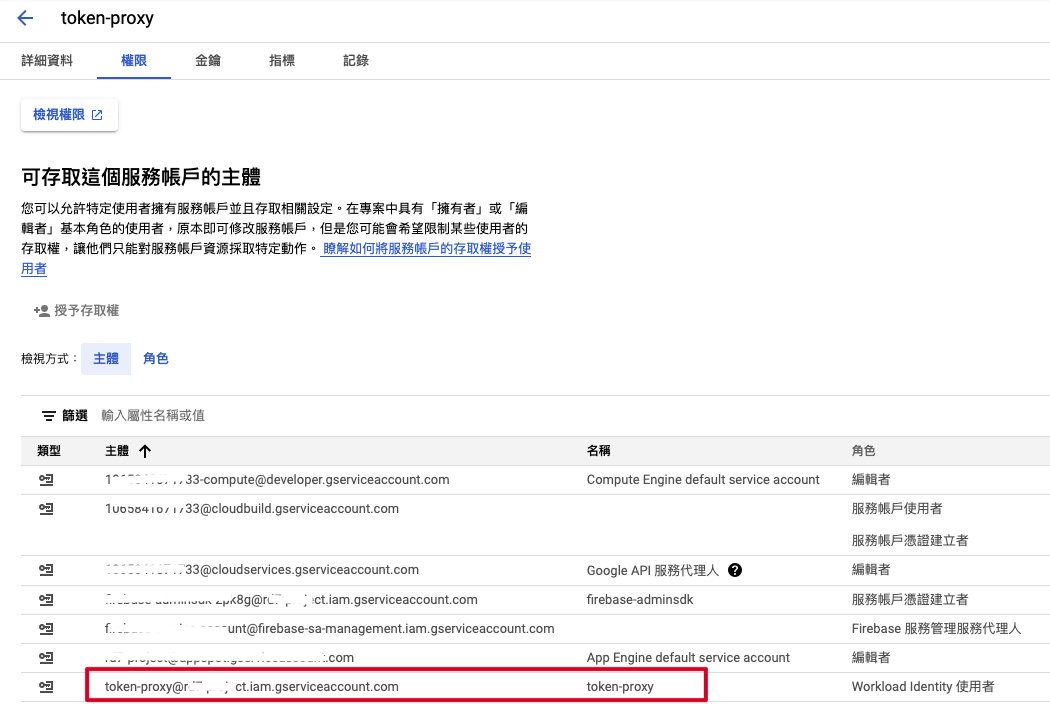 token-proxy
詳細資料 權限 金鑰 指標 記錄
檢視權限
可存取這個服務帳戶的主體
您可以允許特定使用者擁有服務帳戶並且存取相關設定。在專案中具有「擁有者」或「編
輯者」基本角色的使用者，原本即可修改服務帳戶，但是您可能會希望限制某些使用者的
存取權，讓他們只能對服務帳戶資源採取特定動作。 瞭解如何將服務帳戶的存取權授予使
用者
授予存取權
檢視方式： 主體 角色
篩選 輸入屬性名稱或值
類型 主體 名稱 角色
33-compute@developer.gserviceaccount.com Compute Engine default service account 編輯者
@cloudbuild.gserviceaccount.com 服務帳戶使用者
服務帳戶憑證建立者
33@cloudservices.gserviceaccount.com Google API 服務代理人 編輯者
ct.iam.gserviceaccount.com firebase-adminsdk 服務帳戶憑證建立者
unt@firebase-sa-management.iam.gserviceaccount.com Firebase 服務管理服務代理人
.com App Engine default service account 編輯者
token-proxy@ ct.iam.gserviceaccount.com token-proxy Workload Identity 使用者